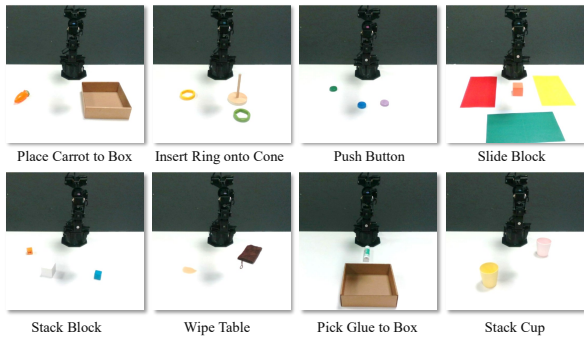 Place Carrot to Box
Insert Ring onto Cone
Push Button
Slide Block
Stack Block
Wipe Table
Pick Glue to Box
Stack Cup